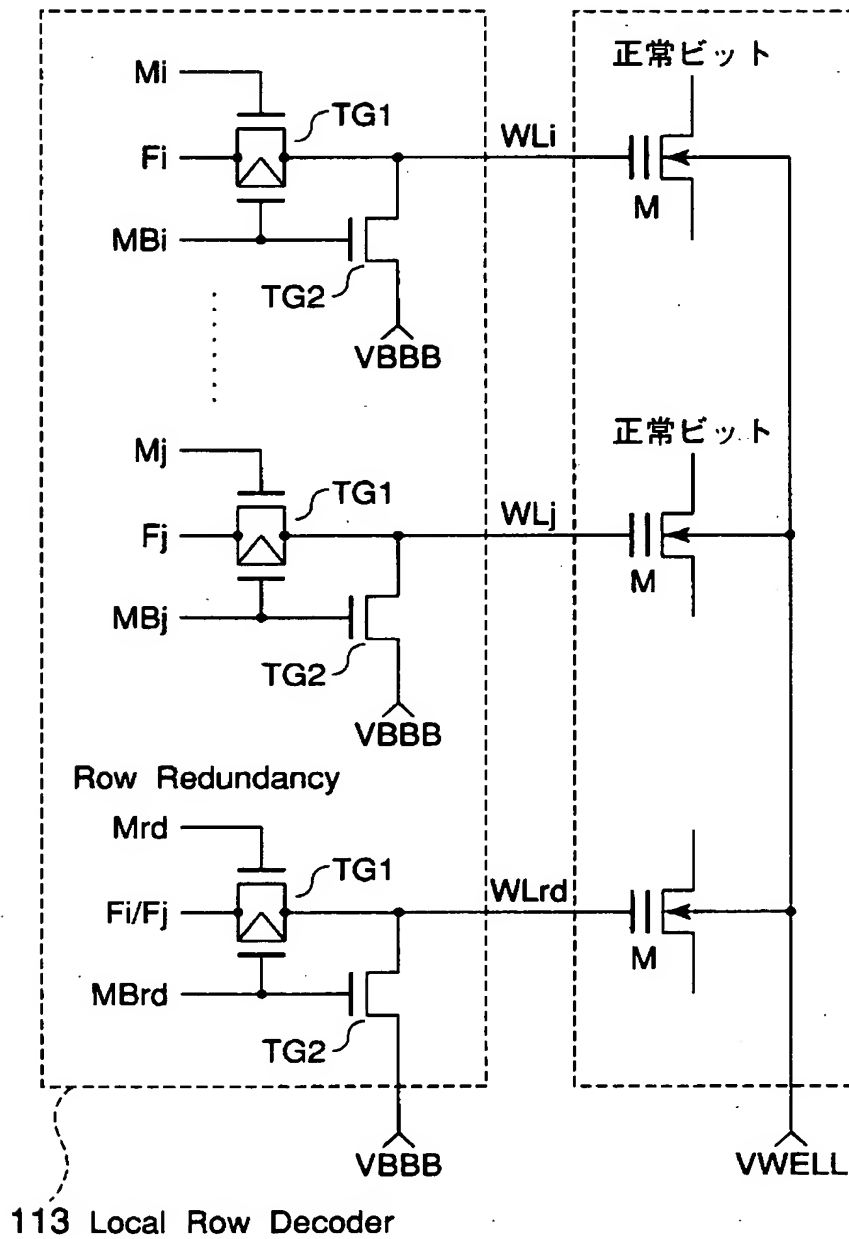 正常ビット
Mi
TG1
Fi
WLi
M
MBi
TG2
VBBB
正常ビット
Mj
TG1
Fj
WLj
M
MBj
TG2
VBBB
Row Redundancy
Mrd
TG1
Fi/Fj
WLrd
M
MBrd
TG2
VBBB
VWELL
113 Local Row Decoder